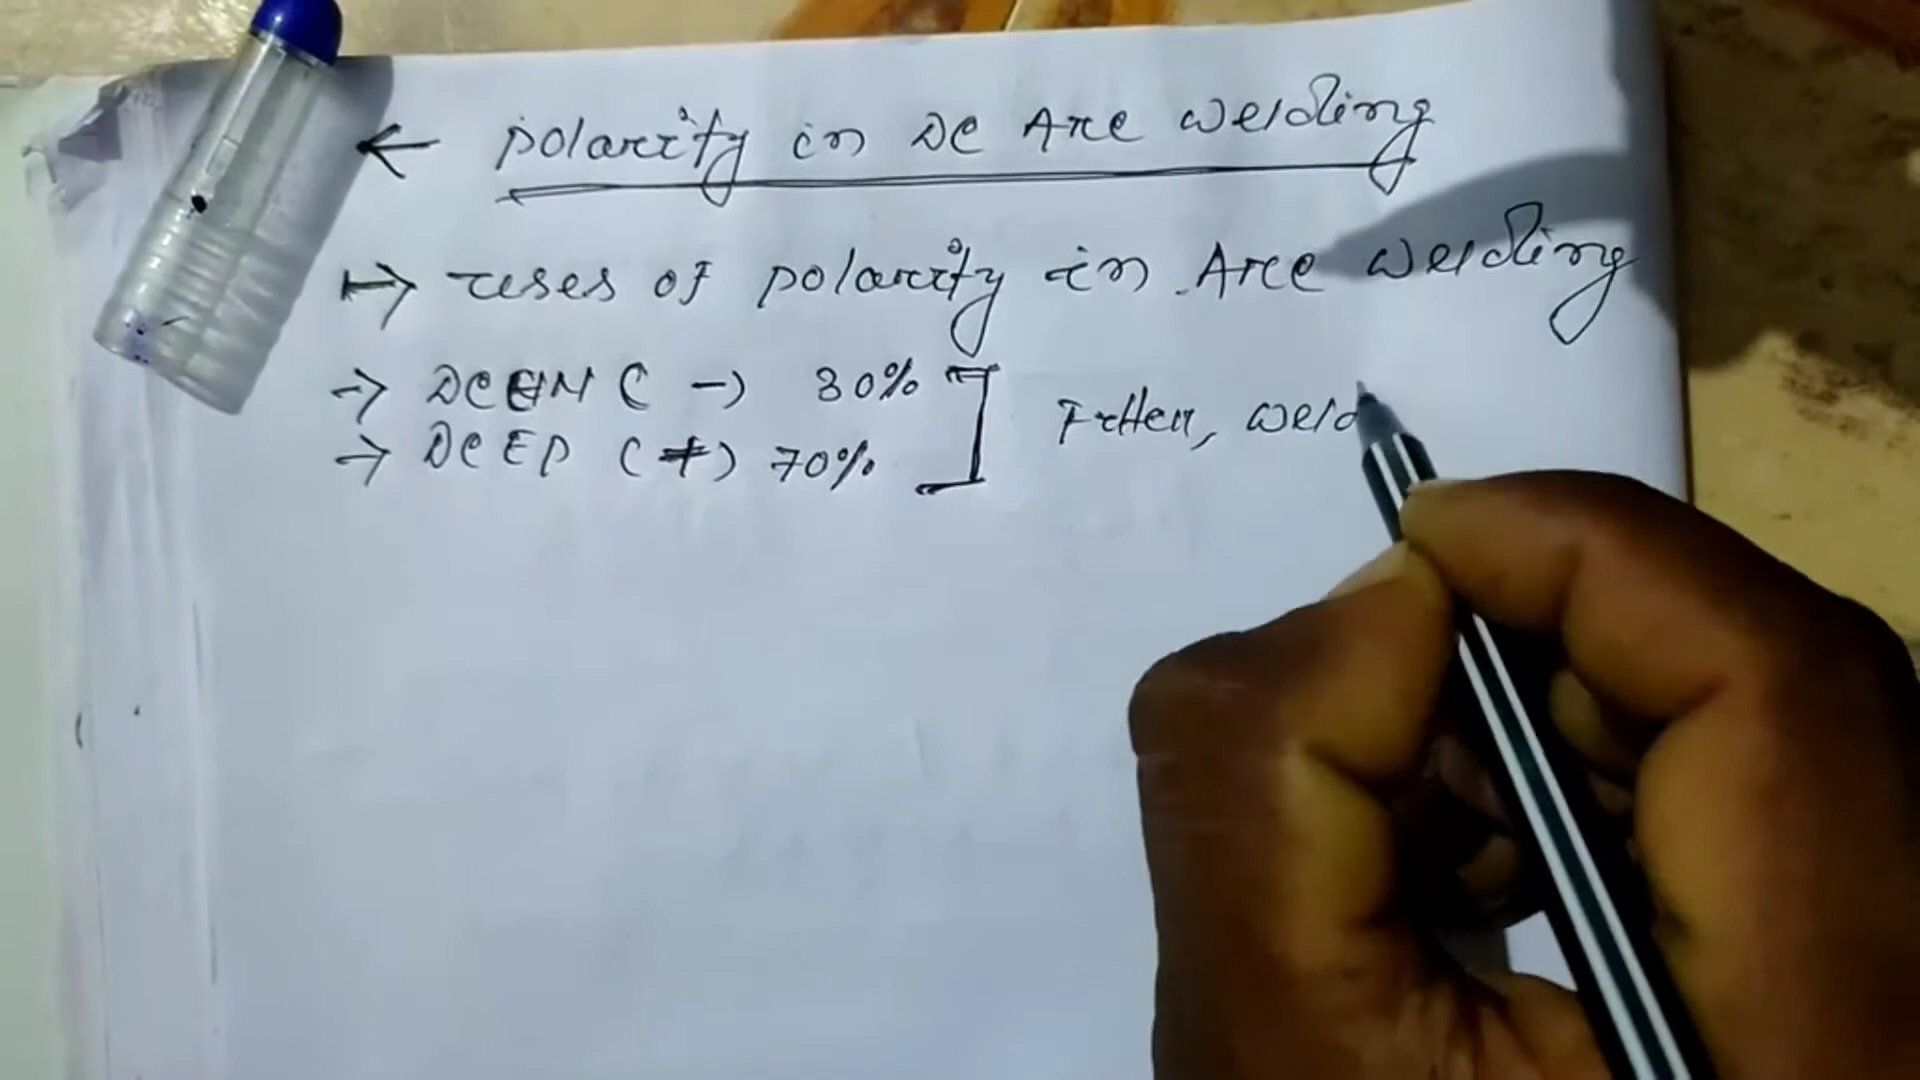 ← polarity in DC Arc welding
↦ uses of polarity in Arc welding
→ DCEN (-) 30%
→ DCEP (+) 70% ] Fitter, weld